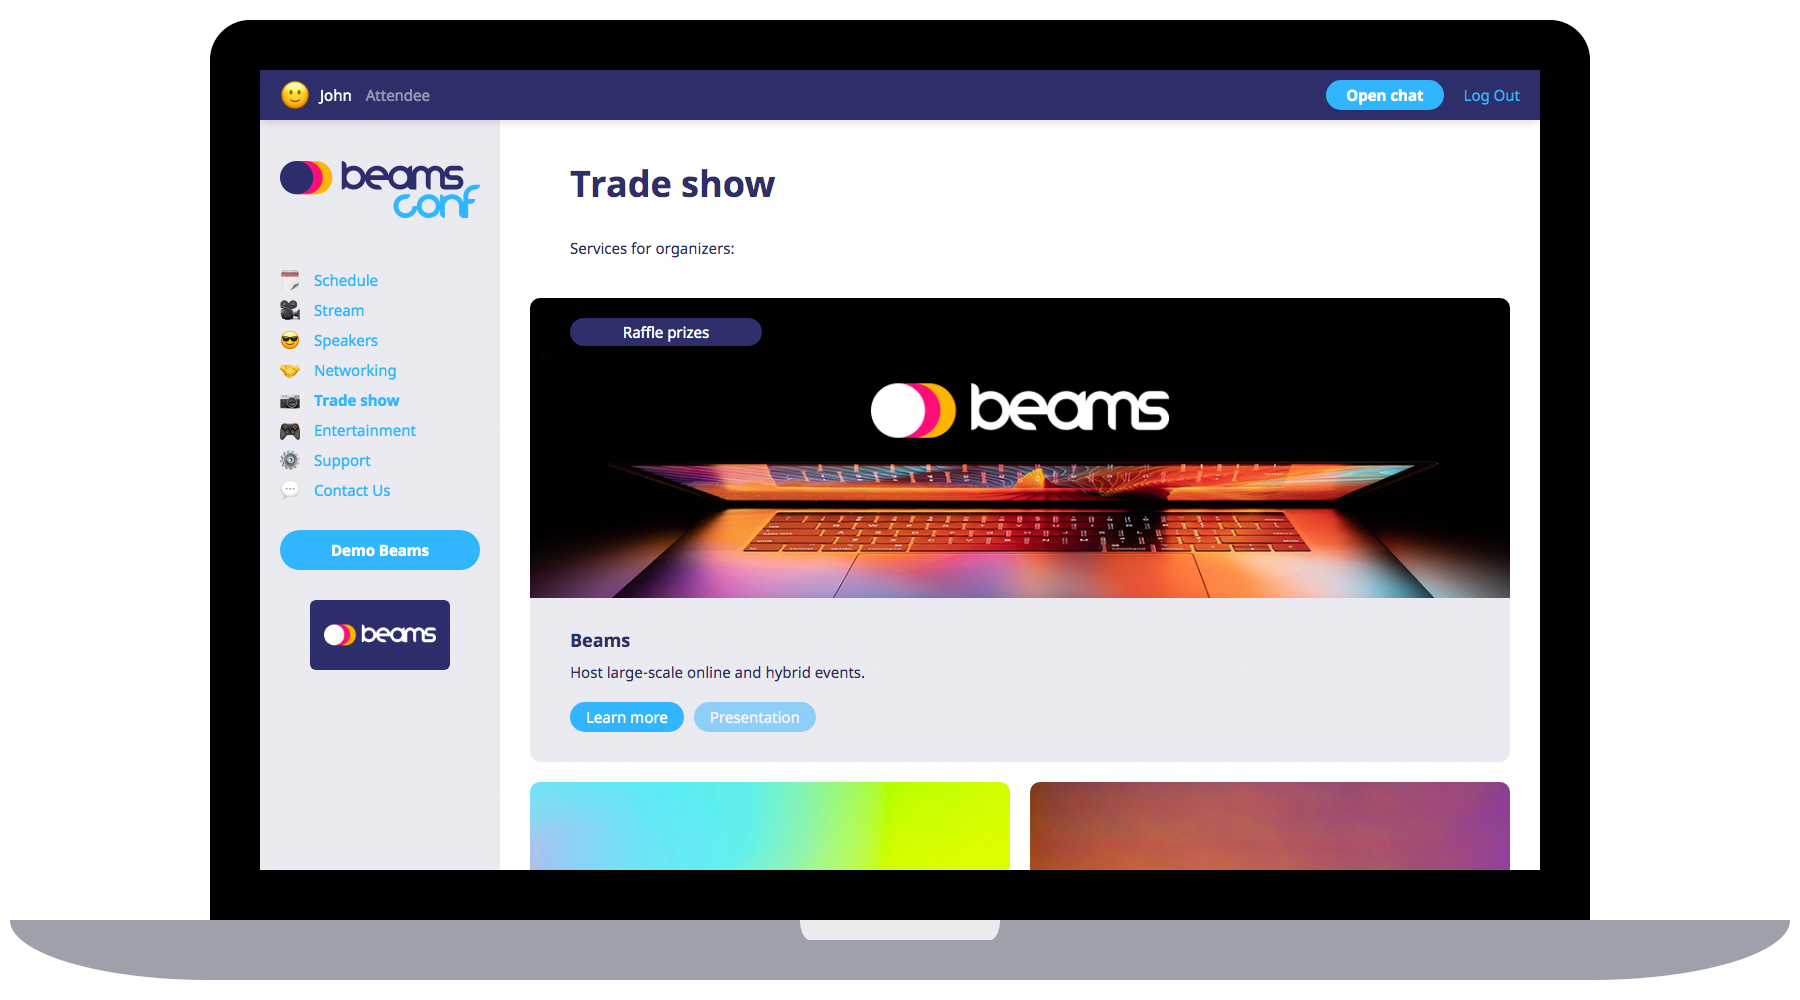 John Attendee
Open chat
Log Out
beams
conf
Schedule
Stream
Speakers
Networking
Trade show
Entertainment
Support
Contact Us
Demo Beams
beams
Trade show
Services for organizers:
Raffle prizes
beams
Beams
Host large-scale online and hybrid events.
Learn more
Presentation